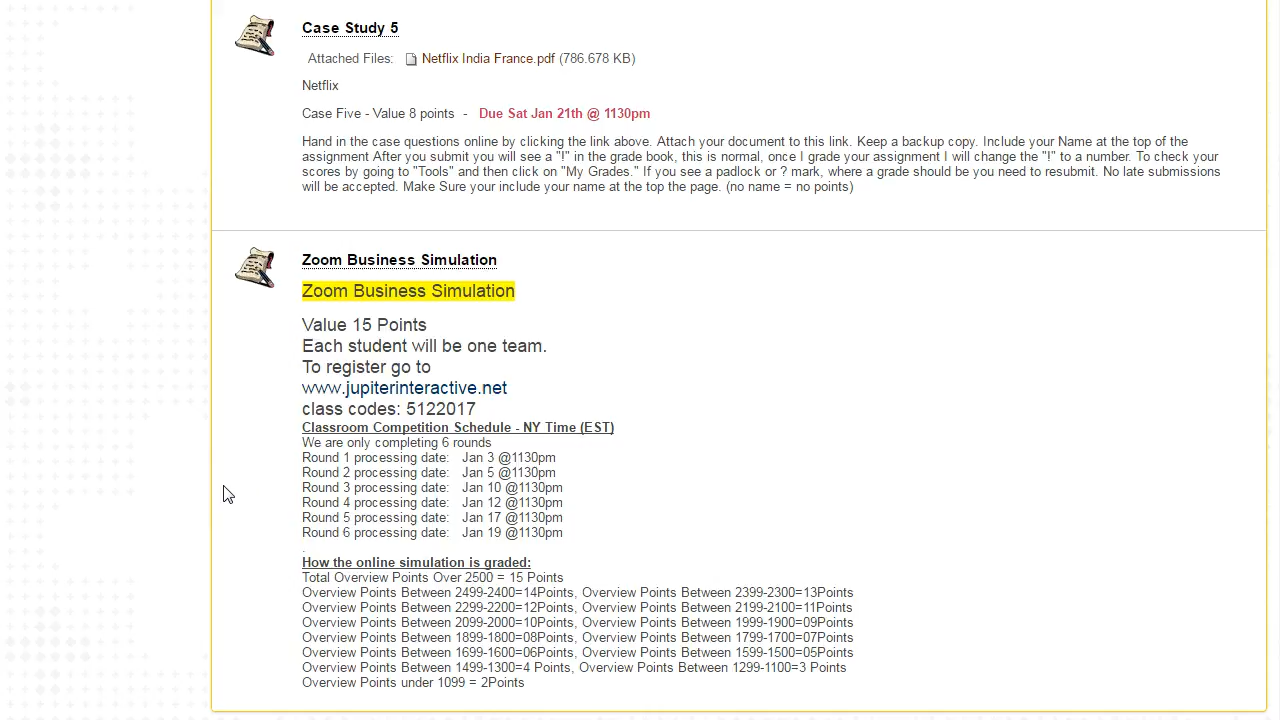 Case Study 5
Attached Files: Netflix India France.pdf (786.678 KB)
Netflix
Case Five - Value 8 points - Due Sat Jan 21th @ 1130pm
Hand in the case questions online by clicking the link above. Attach your document to this link. Keep a backup copy. Include your Name at the top of the
assignment After you submit you will see a "!" in the grade book, this is normal, once I grade your assignment I will change the "!" to a number. To check your
scores by going to "Tools" and then click on "My Grades." If you see a padlock or ? mark, where a grade should be you need to resubmit. No late submissions
will be accepted. Make Sure your include your name at the top the page. (no name = no points)
Zoom Business Simulation
Zoom Business Simulation
Value 15 Points
Each student will be one team.
To register go to
www.jupiterinteractive.net
class codes: 5122017
Classroom Competition Schedule - NY Time (EST)
We are only completing 6 rounds
Round 1 processing date: Jan 3 @1130pm
Round 2 processing date: Jan 5 @1130pm
Round 3 processing date: Jan 10 @1130pm
Round 4 processing date: Jan 12 @1130pm
Round 5 processing date: Jan 17 @1130pm
Round 6 processing date: Jan 19 @1130pm
.
How the online simulation is graded:
Total Overview Points Over 2500 = 15 Points
Overview Points Between 2499-2400=14Points, Overview Points Between 2399-2300=13Points
Overview Points Between 2299-2200=12Points, Overview Points Between 2199-2100=11Points
Overview Points Between 2099-2000=10Points, Overview Points Between 1999-1900=09Points
Overview Points Between 1899-1800=08Points, Overview Points Between 1799-1700=07Points
Overview Points Between 1699-1600=06Points, Overview Points Between 1599-1500=05Points
Overview Points Between 1499-1300=4 Points, Overview Points Between 1299-1100=3 Points
Overview Points under 1099 = 2Points